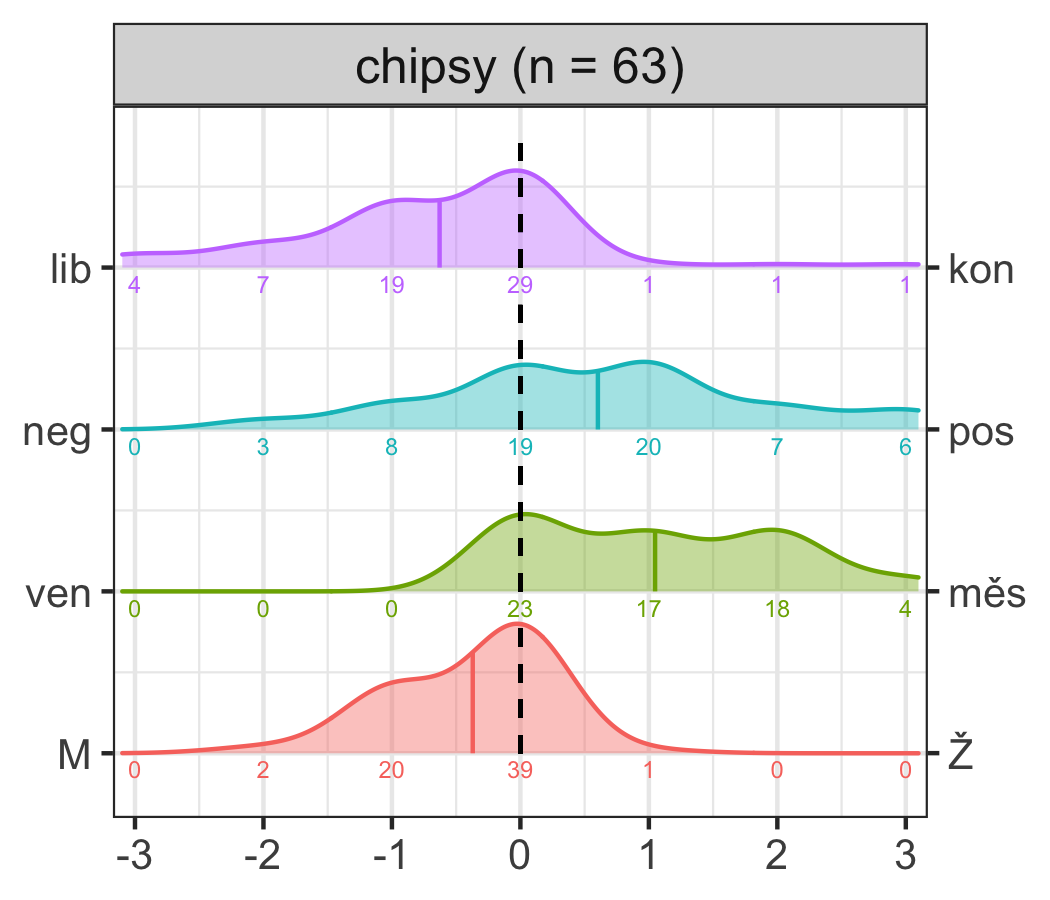 chipsy (n = 63)
lib kon
4 7 19 29 1 1 1
neg pos
0 3 8 19 20 7 6
ven měs
0 0 0 23 17 18 4
M Ž
0 2 20 39 1 0 0
-3 -2 -1 0 1 2 3